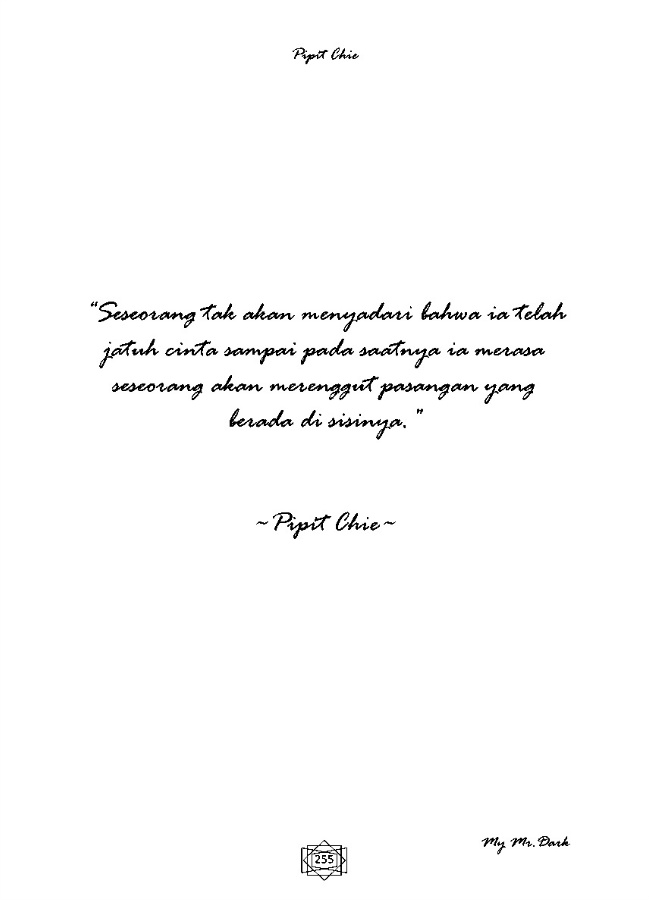 Pipit Chie
“Seseorang tak akan menyadari bahwa ia telah
jatuh cinta sampai pada saatnya ia merasa
seseorang akan merenggut pasangan yang
berada di sisinya. ”
~ Pipit Chie ~
My Mr. Dark
255